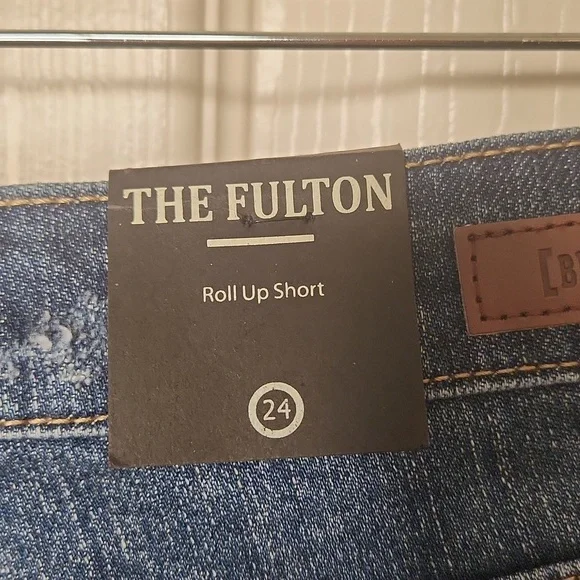 THE FULTON
Roll Up Short
24
[B